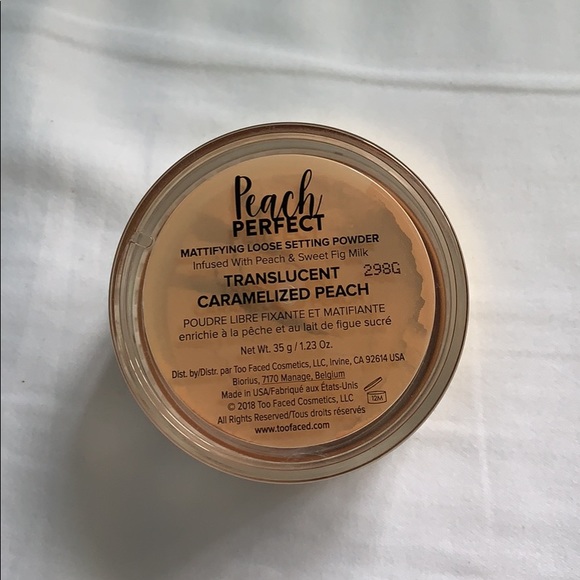 Peach
PERFECT
MATTIFYING LOOSE SETTING POWDER
Infused With Peach & Sweet Fig Milk
TRANSLUCENT 298G
CARAMELIZED PEACH
POUDRE LIBRE FIXANTE ET MATIFIANTE
enrichie à la pêche et au lait de figue sucré
Net Wt. 35 g / 1.23 Oz.
Dist. by/Distr. par Too Faced Cosmetics, LLC, Irvine, CA 92614 USA
Biorius, 7170 Manage, Belgium
Made in USA/Fabriqué aux États-Unis
© 2018 Too Faced Cosmetics, LLC
All Rights Reserved/Tous droits réservés
www.toofaced.com
12M